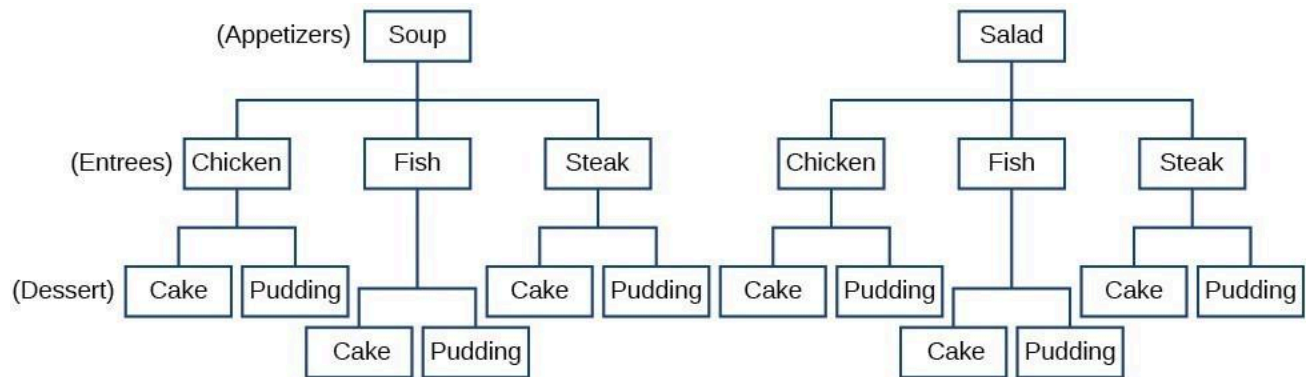 (Appetizers) Soup Salad
(Entrees) Chicken Fish Steak Chicken Fish Steak
(Dessert) Cake Pudding Cake Pudding Cake Pudding Cake Pudding
Cake Pudding Cake Pudding